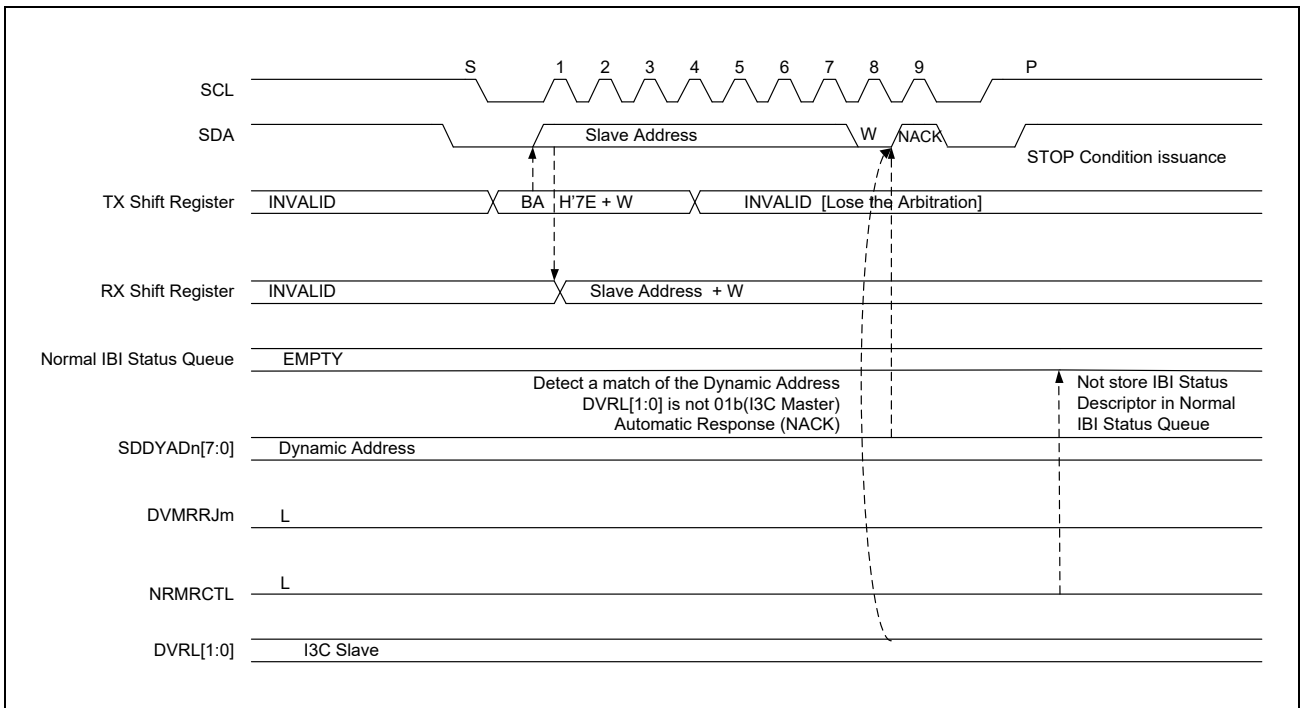 S 1 2 3 4 5 6 7 8 9 P
SCL
SDA Slave Address W NACK
STOP Condition issuance
TX Shift Register INVALID BA H'7E + W INVALID [Lose the Arbitration]
RX Shift Register INVALID Slave Address + W
Normal IBI Status Queue EMPTY
Detect a match of the Dynamic Address Not store IBI Status
DVRL[1:0] is not 01b(I3C Master) Descriptor in Normal
Automatic Response (NACK) IBI Status Queue
SDDYADn[7:0] Dynamic Address
DVMRRJm L
NRMRCTL L
DVRL[1:0] I3C Slave